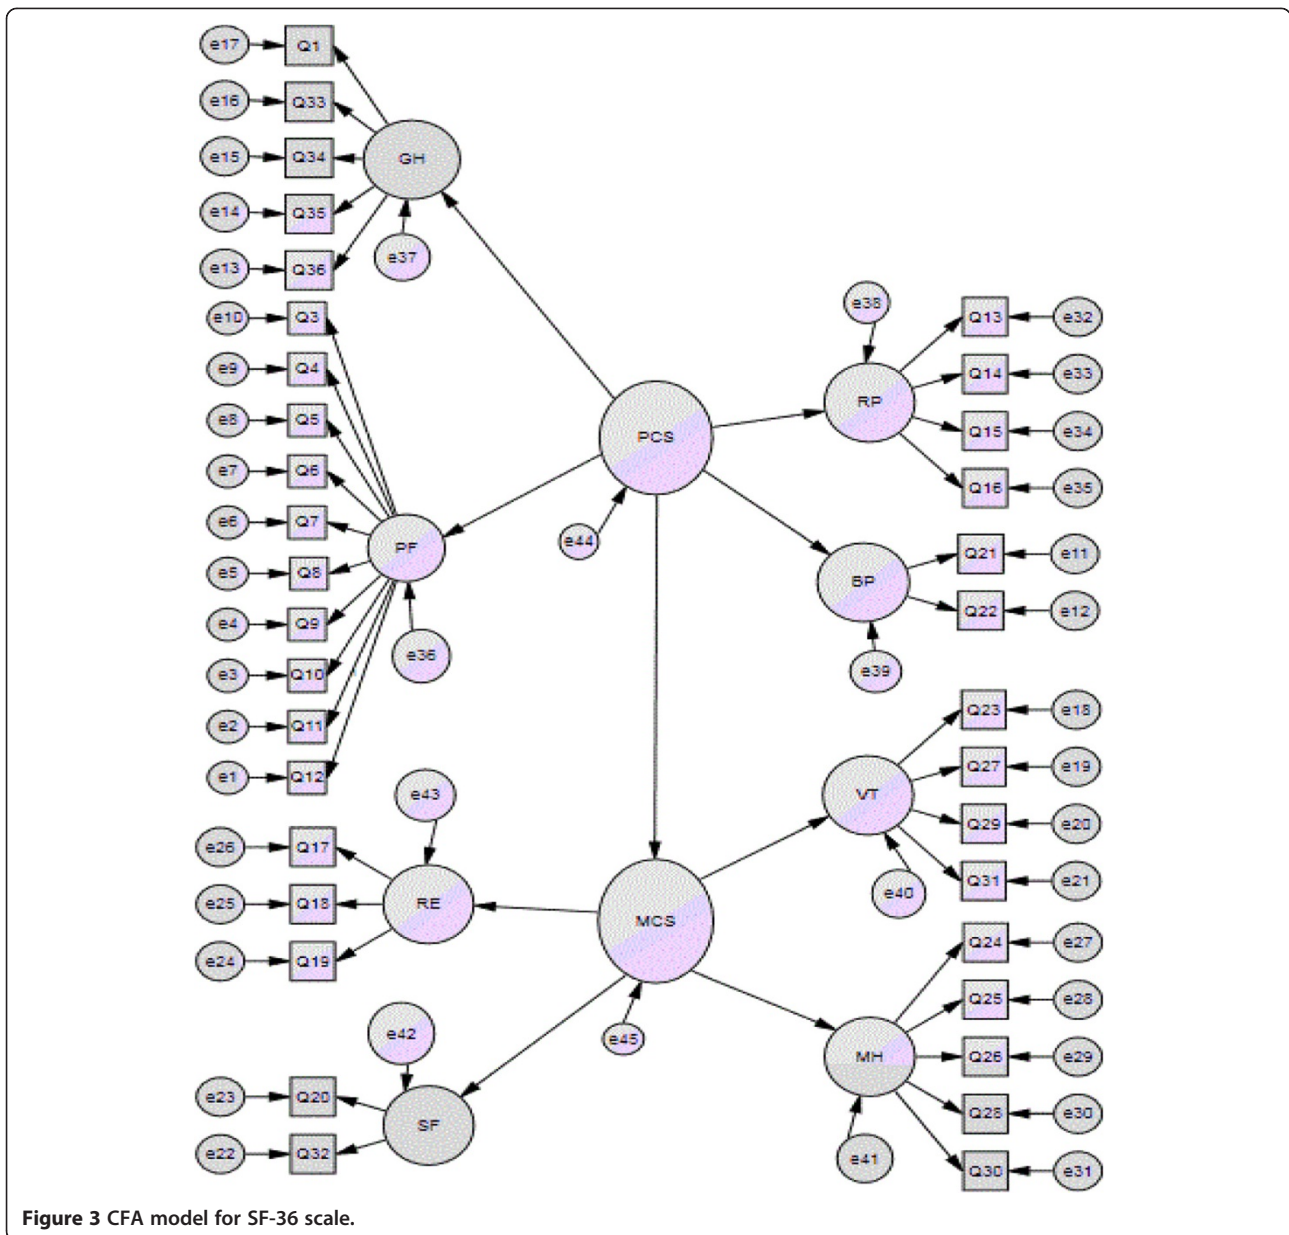 e17 Q1
e16 Q33
GH
e15 Q34
e14 Q35
e37
e13 Q36
e38
e10 Q3 Q13 e32
e9 Q4 Q14 e33
RP
e8 Q5 PCS Q15 e34
e7 Q6 Q16 e35
e6 Q7
e44
PF Q21 e11
e5 Q8 BP
e4 Q9 Q22 e12
e36
e3 Q10 e39
e2 Q11 Q23 e18
e1 Q12 Q27 e19
e43 VT
e26 Q17 Q29 e20
e25 Q18 RE MCS e40 Q31 e21
e24 Q19 Q24 e27
e42 e45 Q25 e28
MH Q26 e29
e23 Q20 Q28 e30
SF
e22 Q32 e41 Q30 e31
Figure 3 CFA model for SF-36 scale.